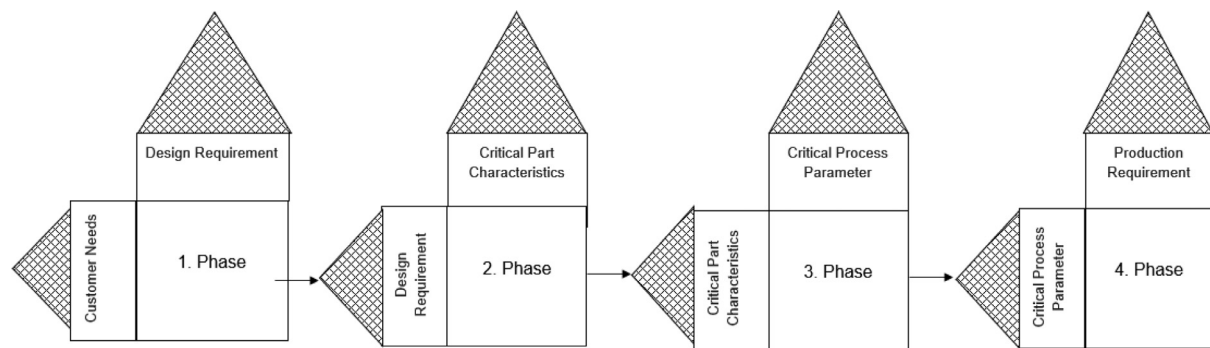 Design Requirement
Customer Needs
1. Phase
Critical Part
Characteristics
Design
Requirement
2. Phase
Critical Process
Parameter
Critical Part
Characteristics
3. Phase
Production
Requirement
Critical Process
Parameter
4. Phase